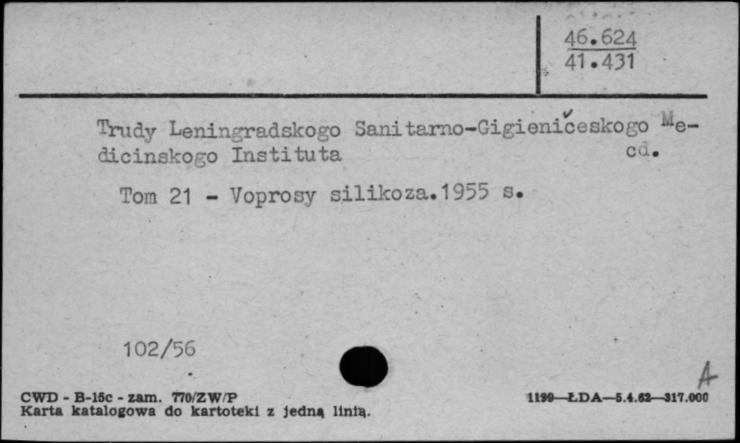 46.624
41.431
Trudy Leningradskogo Sanitarno-Gigieničeskogo Me-
dicinskogo Instituta cd.
Tom 21 - Voprosy silikoza.1955 s.
102/56
A
CWD - B-15c - zam. 770/ZW/P 1199—ŁDA—5.4.62—317.000
Karta katalogowa do kartoteki z jedną linią.